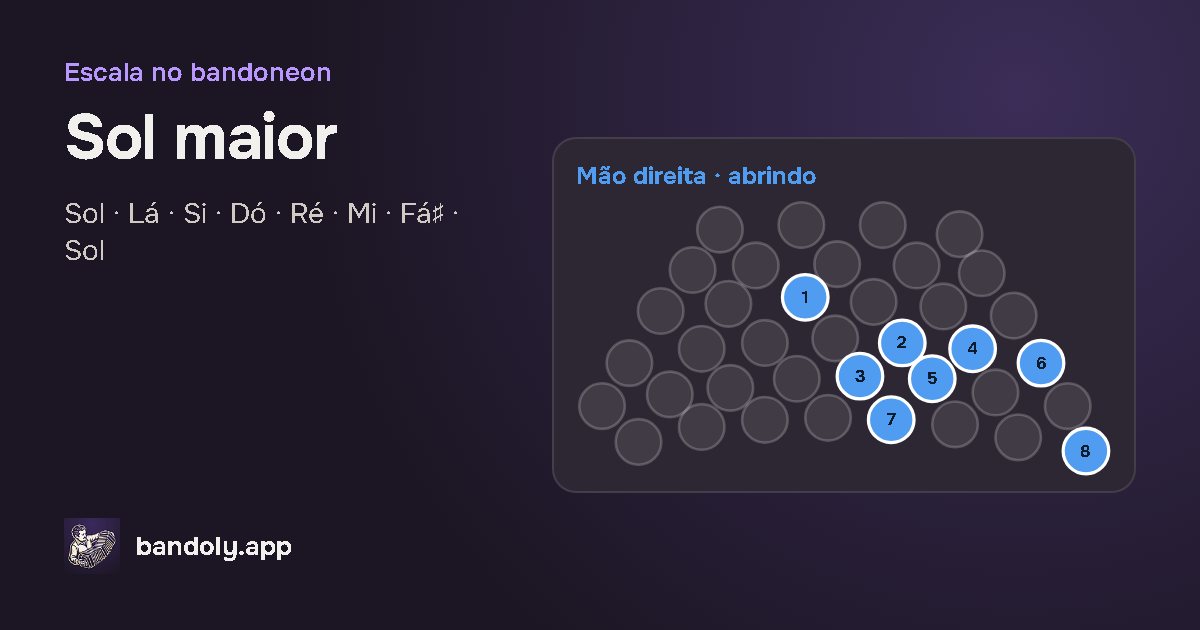 Escala no bandoneon
Sol maior
Sol · Lá · Si · Dó · Ré · Mi · Fá♯ ·
Sol
Mão direita · abrindo
1
2
4
3
5
6
7
8
bandoly.app